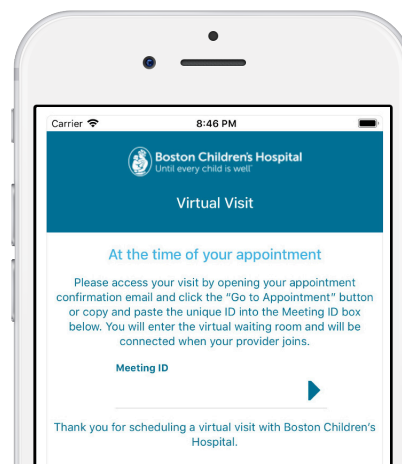 Carrier 8:46 PM
Boston Children's Hospital
Until every child is well™
Virtual Visit
At the time of your appointment
Please access your visit by opening your appointment
confirmation email and click the “Go to Appointment” button
or copy and paste the unique ID into the Meeting ID box
below. You will enter the virtual waiting room and will be
connected when your provider joins.
Meeting ID
Thank you for scheduling a virtual visit with Boston Children’s
Hospital.